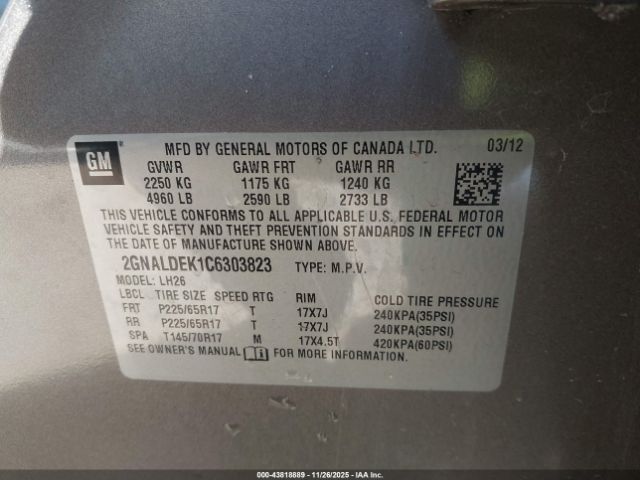 GM
MFD BY GENERAL MOTORS OF CANADA LTD. 03/12
GVWR GAWR FRT GAWR RR
2250 KG 1175 KG 1240 KG
4960 LB 2590 LB 2733 LB
THIS VEHICLE CONFORMS TO ALL APPLICABLE U.S. FEDERAL MOTOR
VEHICLE SAFETY AND THEFT PREVENTION STANDARDS IN EFFECT ON
THE DATE OF MANUFACTURE SHOWN ABOVE.
2GNALDEK1C6303823 TYPE: M.P.V.
MODEL: LH26
LBCL TIRE SIZE SPEED RTG RIM COLD TIRE PRESSURE
FRT P225/65R17 T 17X7J 240KPA(35PSI)
RR P225/65R17 T 17X7J 240KPA(35PSI)
SPA T145/70R17 M 17X4.5T 420KPA(60PSI)
SEE OWNER'S MANUAL FOR MORE INFORMATION.
000-43818889 - 11/26/2025 - IAA, Inc.